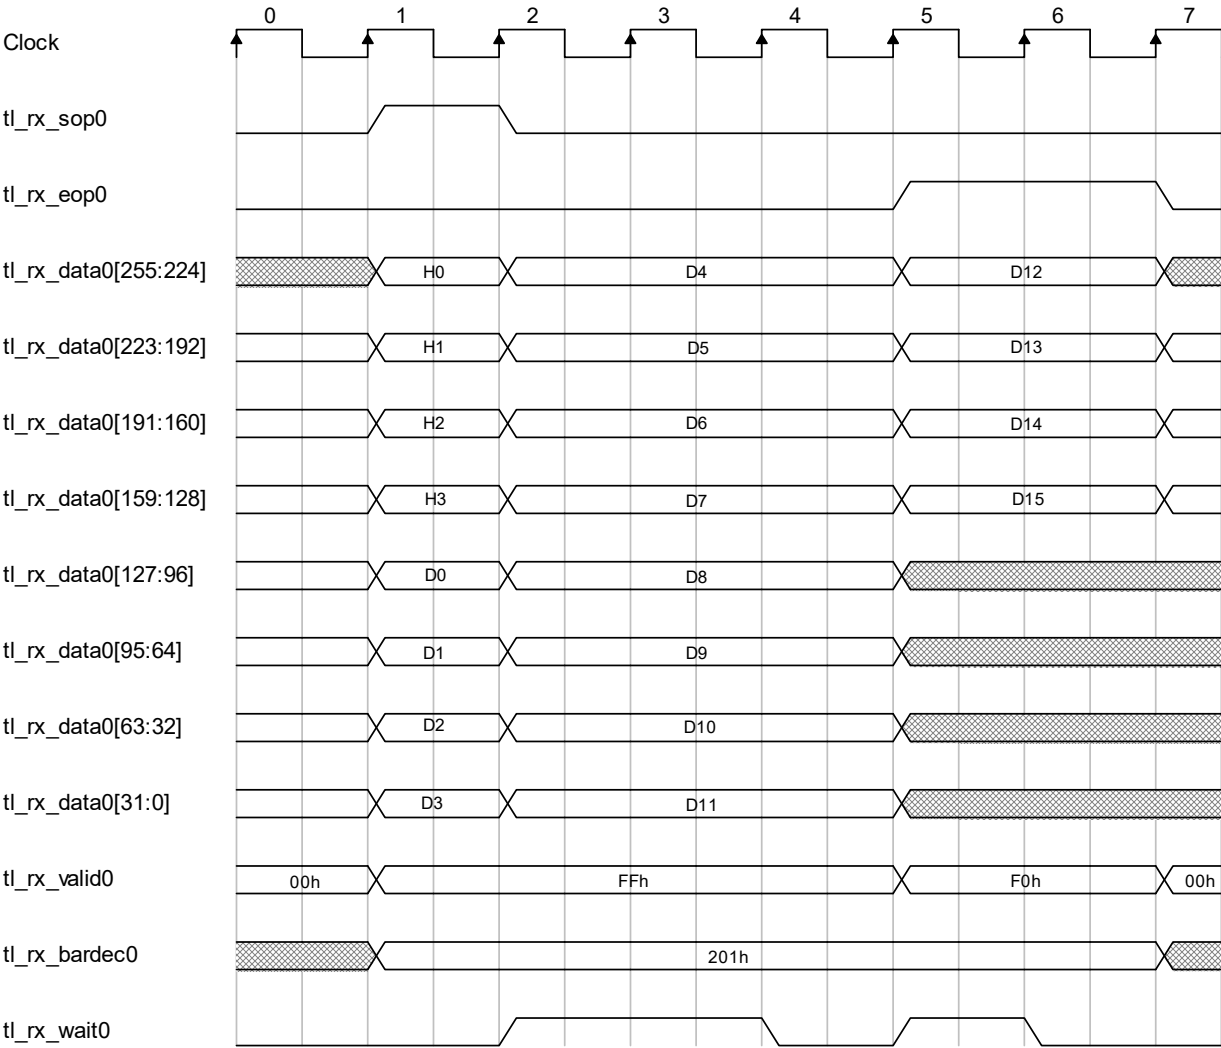 0 1 2 3 4 5 6 7
Clock
tl_rx_sop0
tl_rx_eop0
tl_rx_data0[255:224] H0 D4 D12
tl_rx_data0[223:192] H1 D5 D13
tl_rx_data0[191:160] H2 D6 D14
tl_rx_data0[159:128] H3 D7 D15
tl_rx_data0[127:96] D0 D8
tl_rx_data0[95:64] D1 D9
tl_rx_data0[63:32] D2 D10
tl_rx_data0[31:0] D3 D11
tl_rx_valid0 00h FFh F0h 00h
tl_rx_bardec0 201h
tl_rx_wait0